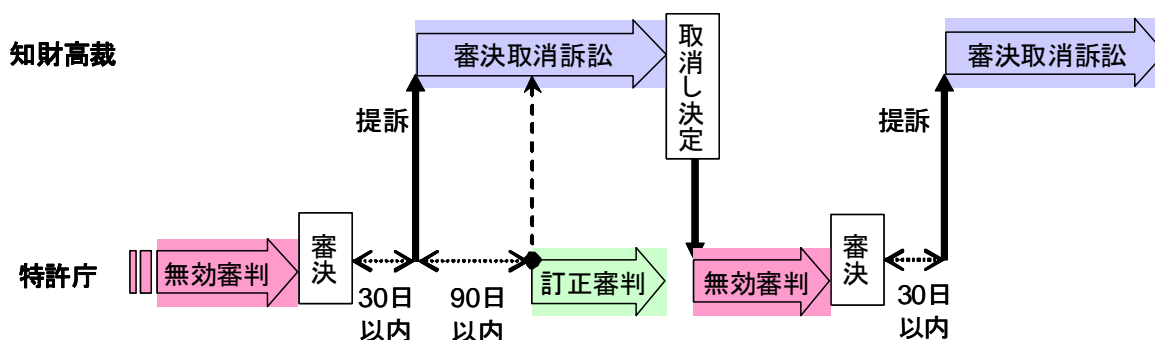 知財高裁
審決取消訴訟
取消し決定
審決取消訴訟
提訴
提訴
特許庁
無効審判
審決
30日
以内
90日
以内
訂正審判
無効審判
審決
30日
以内